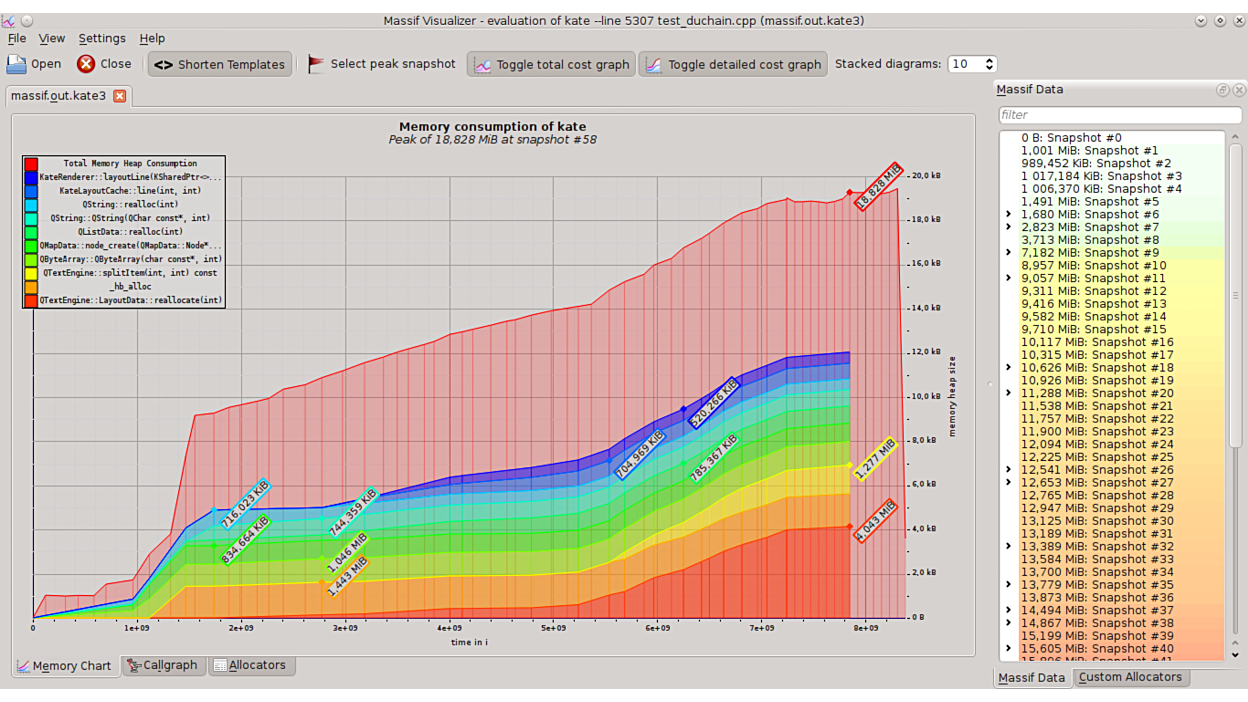 Massif Visualizer - evaluation of kate --line 5307 test_duchain.cpp (massif.out.kate3)
File View Settings Help
Open Close <> Shorten Templates Select peak snapshot Toggle total cost graph Toggle detailed cost graph Stacked diagrams: 10
massif.out.kate3
Memory consumption of kate
Peak of 18,828 MiB at snapshot #58
Total Memory Heap Consumption
KateRenderer::layoutLine(KSharedPtr<>...
KateLayoutCache::line(int, int)
QString::realloc(int)
QString::QString(QChar const*, int)
QListData::realloc(int)
QMapData::node_create(QMapData::Node*...
QByteArray::QByteArray(char const*, int)
QTextEngine::splitItem(int, int) const
_hb_alloc
QTextEngine::LayoutData::reallocate(int)
20,0 kB
18,0 kB
16,0 kB
14,0 kB
12,0 kB
10,0 kB
8,0 kB
6,0 kB
4,0 kB
2,0 kB
0 B
memory heap size
18,828 MiB
520,266 KiB
704,969 KiB
785,367 KiB
1,277 MiB
716,023 KiB
744,359 KiB
834,664 KiB
1,046 MiB
1,443 MiB
4,043 MiB
0 1e+09 2e+09 3e+09 4e+09 5e+09 6e+09 7e+09 8e+09
time in i
Memory Chart Callgraph Allocators
Massif Data
filter
0 B: Snapshot #0
1,001 MiB: Snapshot #1
989,452 KiB: Snapshot #2
1 017,184 KiB: Snapshot #3
1 006,370 KiB: Snapshot #4
1,491 MiB: Snapshot #5
1,680 MiB: Snapshot #6
2,823 MiB: Snapshot #7
3,713 MiB: Snapshot #8
7,182 MiB: Snapshot #9
8,957 MiB: Snapshot #10
9,057 MiB: Snapshot #11
9,311 MiB: Snapshot #12
9,416 MiB: Snapshot #13
9,582 MiB: Snapshot #14
9,710 MiB: Snapshot #15
10,117 MiB: Snapshot #16
10,315 MiB: Snapshot #17
10,626 MiB: Snapshot #18
10,926 MiB: Snapshot #19
11,288 MiB: Snapshot #20
11,538 MiB: Snapshot #21
11,757 MiB: Snapshot #22
11,900 MiB: Snapshot #23
12,094 MiB: Snapshot #24
12,225 MiB: Snapshot #25
12,541 MiB: Snapshot #26
12,653 MiB: Snapshot #27
12,765 MiB: Snapshot #28
12,947 MiB: Snapshot #29
13,125 MiB: Snapshot #30
13,189 MiB: Snapshot #31
13,389 MiB: Snapshot #32
13,584 MiB: Snapshot #33
13,700 MiB: Snapshot #34
13,779 MiB: Snapshot #35
13,873 MiB: Snapshot #36
14,494 MiB: Snapshot #37
14,867 MiB: Snapshot #38
15,199 MiB: Snapshot #39
15,605 MiB: Snapshot #40
Massif Data Custom Allocators